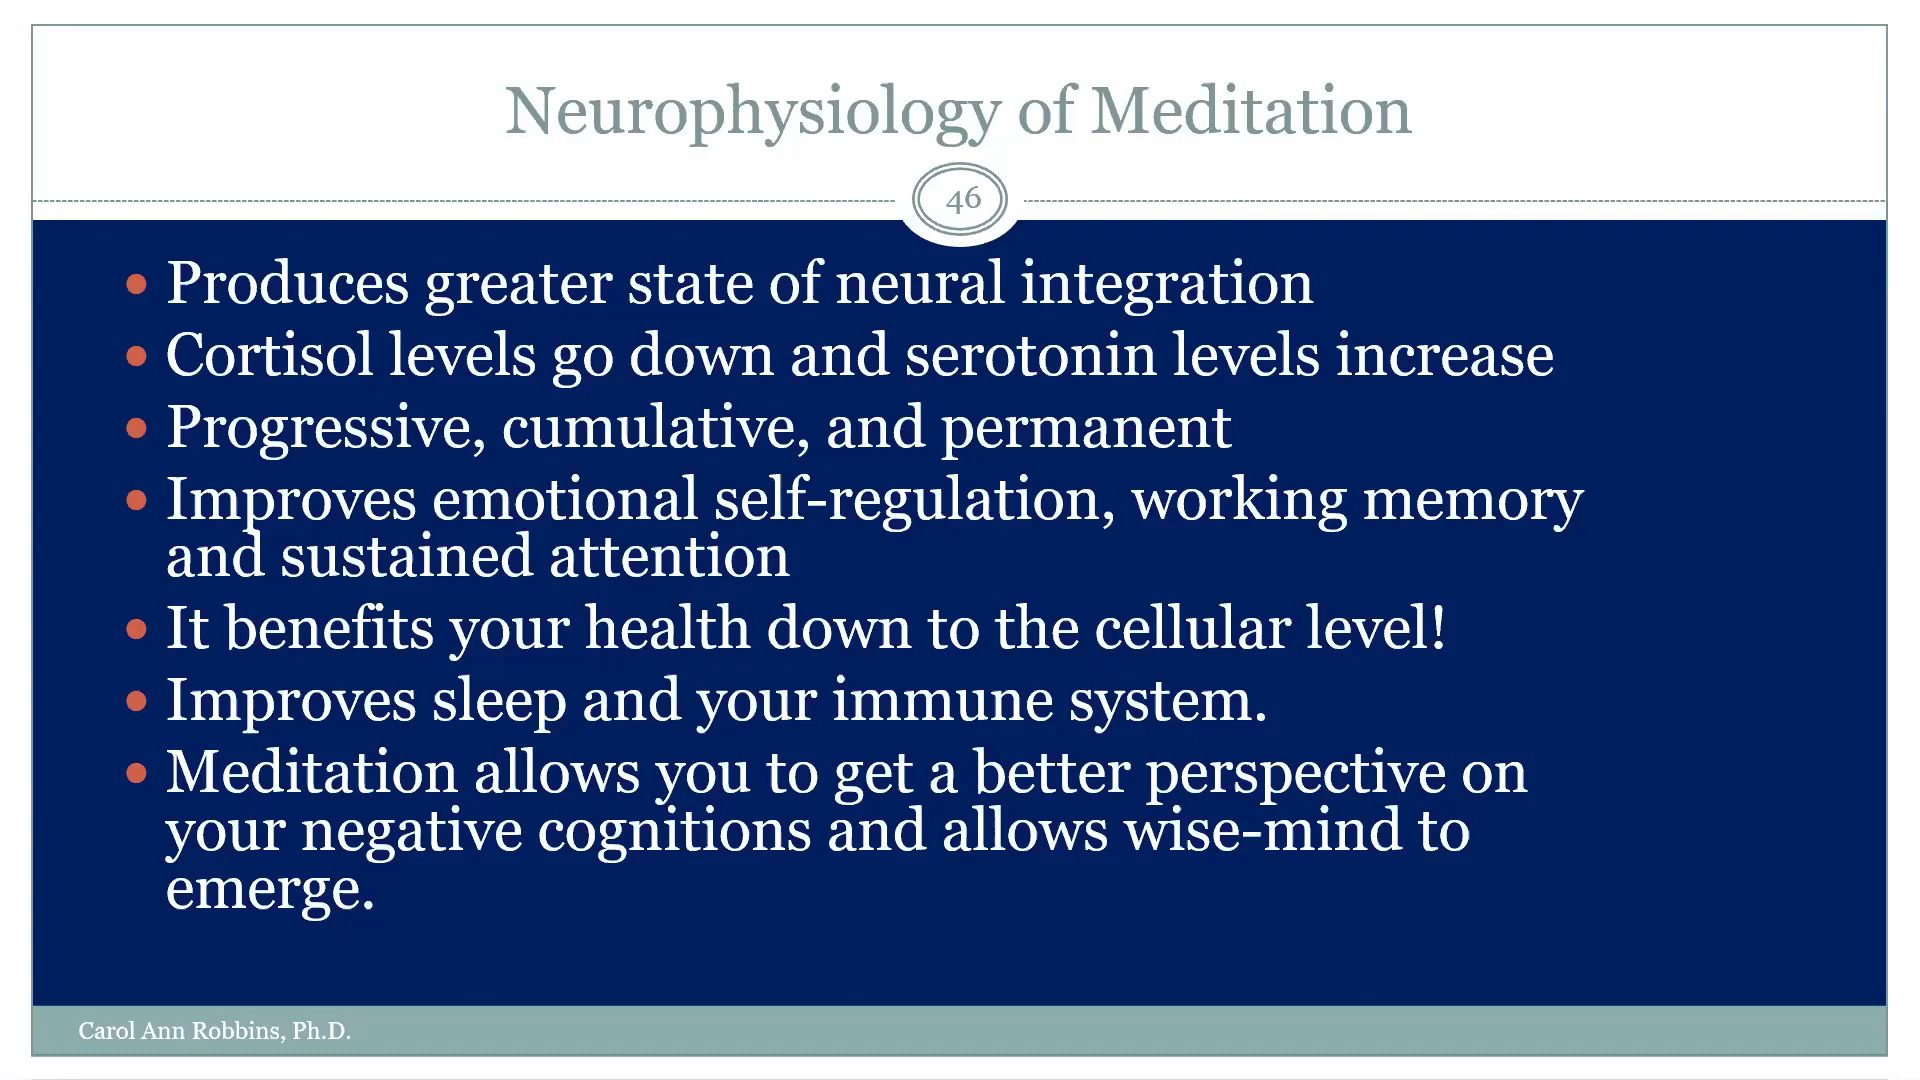 Neurophysiology of Meditation
46
• Produces greater state of neural integration
• Cortisol levels go down and serotonin levels increase
• Progressive, cumulative, and permanent
• Improves emotional self-regulation, working memory
and sustained attention
• It benefits your health down to the cellular level!
• Improves sleep and your immune system.
• Meditation allows you to get a better perspective on
your negative cognitions and allows wise-mind to
emerge.
Carol Ann Robbins, Ph.D.